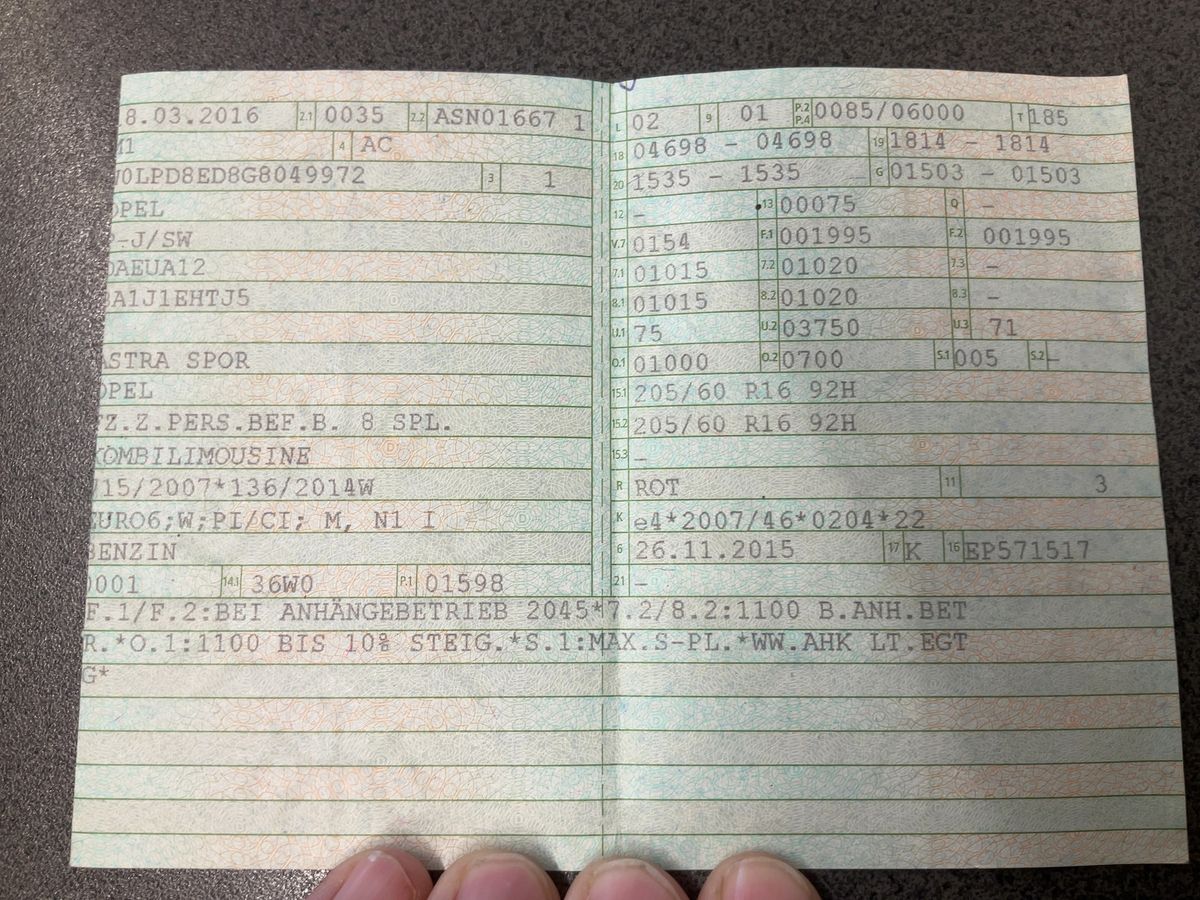 8.03.2016 2.1 0035 2.2 ASN01667 1
M1 4 AC
W0LPD8ED8G8049972 3 1
OPEL
P-J/SW
0AEUA12
BA1J1EHTJ5
ASTRA SPOR
OPEL
FZ.Z.PERS.BEF.B. 8 SPL.
KOMBILIMOUSINE
715/2007*136/2014W
EURO6;W;PI/CI; M, N1 I
BENZIN
0001 14.1 36W0 P.1 01598
L 02 9 01 P.2 P.4 0085/06000 T 185
18 04698 - 04698 19 1814 - 1814
20 1535 - 1535 G 01503 - 01503
12 - 13 00075 Q -
V.7 0154 F.1 001995 F.2 001995
7.1 01015 7.2 01020 7.3 -
8.1 01015 8.2 01020 8.3 -
U.1 75 U.2 03750 U.3 71
O.1 01000 O.2 0700 S.1 005 S.2 -
15.1 205/60 R16 92H
15.2 205/60 R16 92H
15.3 -
R ROT 11 3
K e4*2007/46*0204*22
6 26.11.2015 17 K 16 EP571517
21 -
F.1/F.2:BEI ANHÄNGEBETRIEB 2045*7.2/8.2:1100 B.ANH.BET
R.*O.1:1100 BIS 10% STEIG.*S.1:MAX.S-PL.*WW.AHK LT.EGT
G*